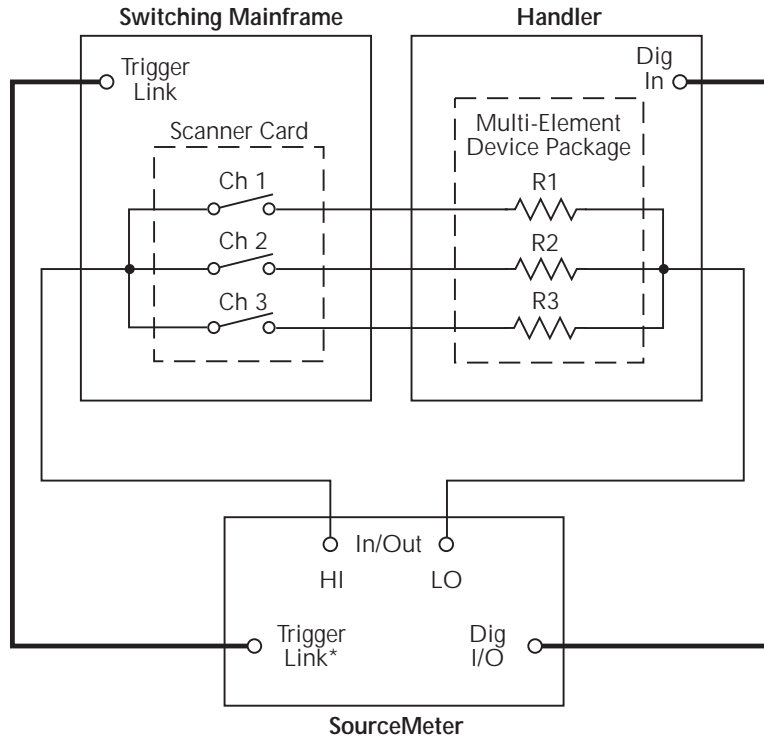 Switching Mainframe
Handler
Trigger
Link
Dig
In
Scanner Card
Multi-Element
Device Package
Ch 1
R1
Ch 2
R2
Ch 3
R3
In/Out
HI
LO
Trigger
Link*
Dig
I/O
SourceMeter